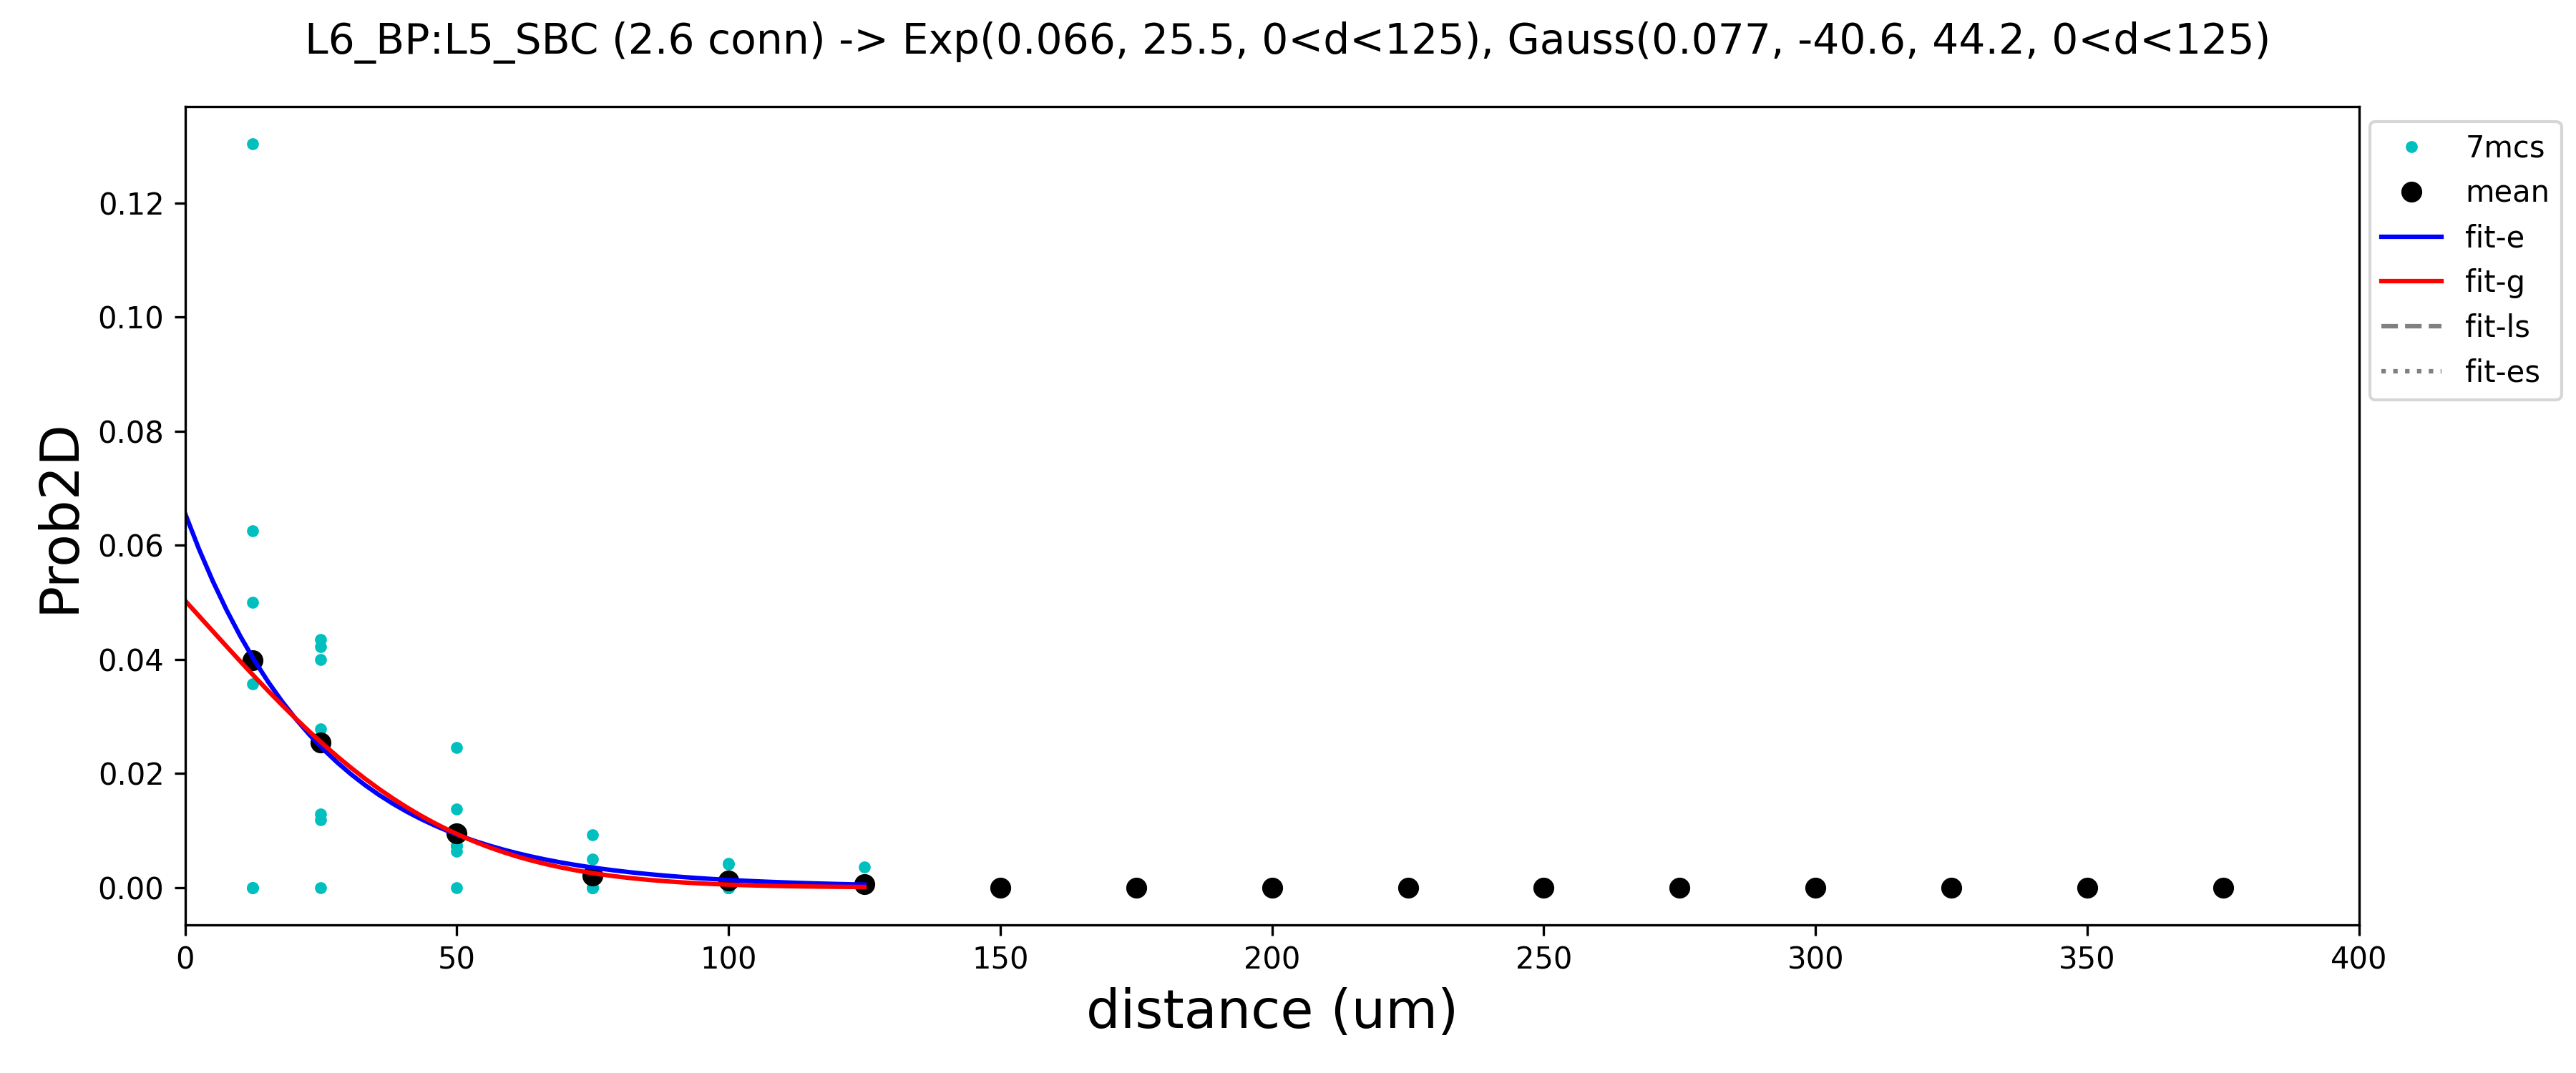 L6_BP:L5_SBC (2.6 conn) -> Exp(0.066, 25.5, 0<d<125), Gauss(0.077, -40.6, 44.2, 0<d<125)
7mcs
mean
fit-e
fit-g
fit-ls
fit-es
Prob2D
0.12
0.10
0.08
0.06
0.04
0.02
0.00
0 50 100 150 200 250 300 350 400
distance (um)